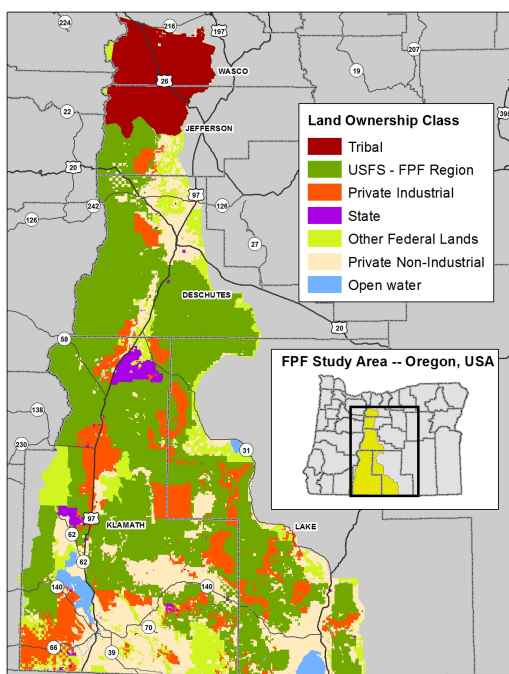 224
216
197
WASCO
26
19
207
22
JEFFERSON
395
Land Ownership Class
Tribal
USFS - FPF Region
Private Industrial
State
Other Federal Lands
Private Non-Industrial
Open water
20
97
126
242
126
27
DESCHUTES
20
58
FPF Study Area -- Oregon, USA
138
230
31
97
KLAMATH
LAKE
62
62
140
140
70
66
39